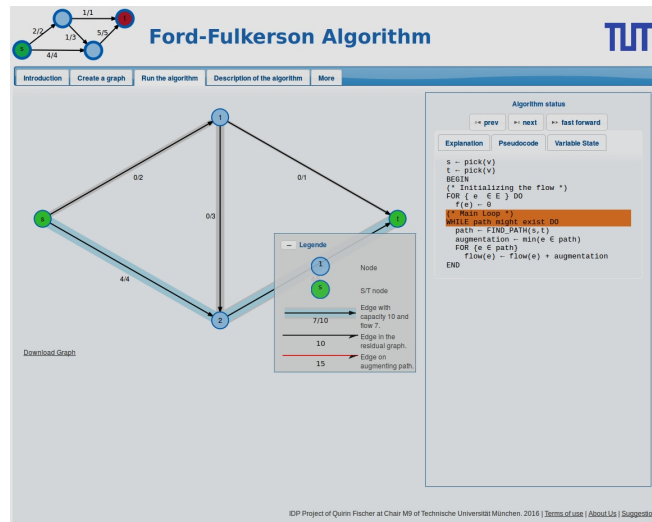 1/1
t
2/2
1/3
5/5
s
4/4
Ford-Fulkerson Algorithm
TUM
Introduction
Create a graph
Run the algorithm
Description of the algorithm
More
Algorithm status
prev
next
fast forward
Explanation
Pseudocode
Variable State
s ← pick(v)
t ← pick(v)
BEGIN
(* Initializing the flow *)
FOR { e ∈ E } DO
f(e) ← 0
(* Main Loop *)
WHILE path might exist DO
path ← FIND_PATH(s,t)
augmentation ← min(e ∈ path)
FOR {e ∈ path}
flow(e) ← flow(e) + augmentation
END
1
0/2
0/1
0/3
s
t
4/4
2
Legende
1
Node
s
S/T node
7/10
Edge with
capacity 10 and
flow 7.
10
Edge in the
residual graph.
15
Edge on
augmenting path.
Download Graph
IDP Project of Quirin Fischer at Chair M9 of Technische Universität München. 2016 | Terms of use | About Us | Suggestio